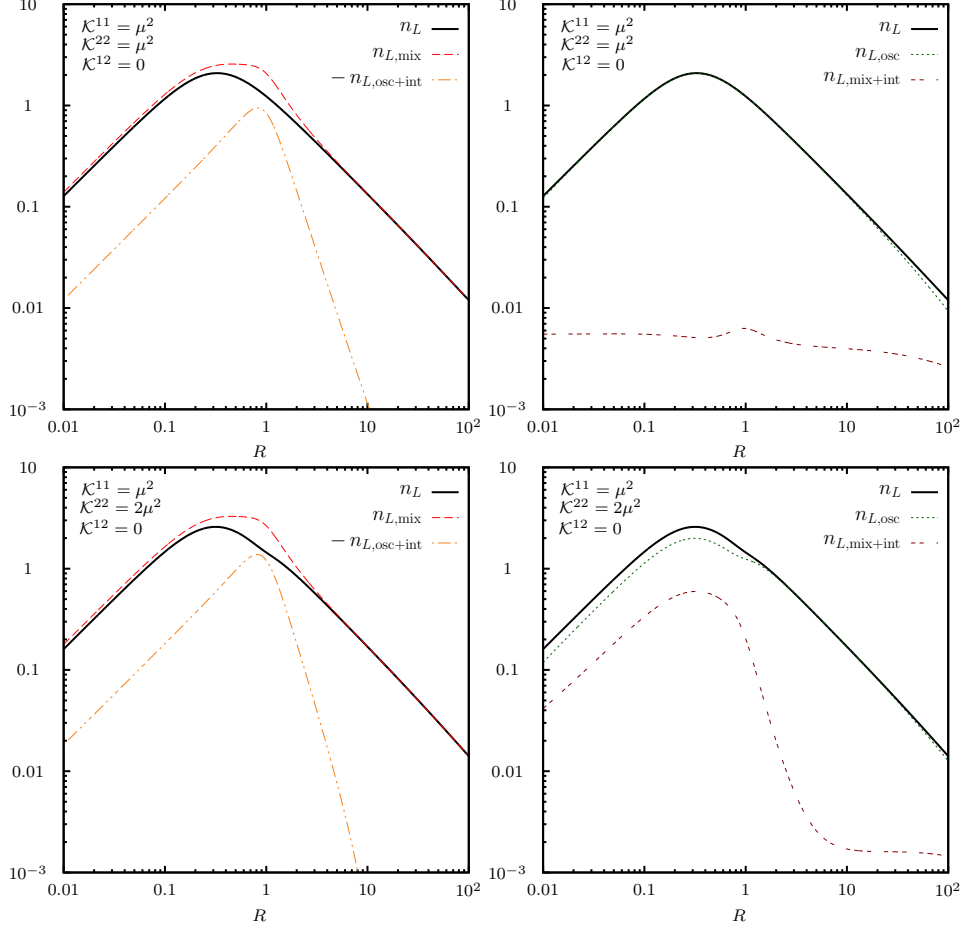 10
1
0.1
0.01
10⁻³
𝒦¹¹ = μ²
𝒦²² = μ²
𝒦¹² = 0
n_L
n_{L,mix}
− n_{L,osc+int}
0.01 0.1 1 10 10²
R
10
1
0.1
0.01
10⁻³
𝒦¹¹ = μ²
𝒦²² = μ²
𝒦¹² = 0
n_L
n_{L,osc}
n_{L,mix+int}
0.01 0.1 1 10 10²
R
10
1
0.1
0.01
10⁻³
𝒦¹¹ = μ²
𝒦²² = 2μ²
𝒦¹² = 0
n_L
n_{L,mix}
− n_{L,osc+int}
0.01 0.1 1 10 10²
R
10
1
0.1
0.01
10⁻³
𝒦¹¹ = μ²
𝒦²² = 2μ²
𝒦¹² = 0
n_L
n_{L,osc}
n_{L,mix+int}
0.01 0.1 1 10 10²
R